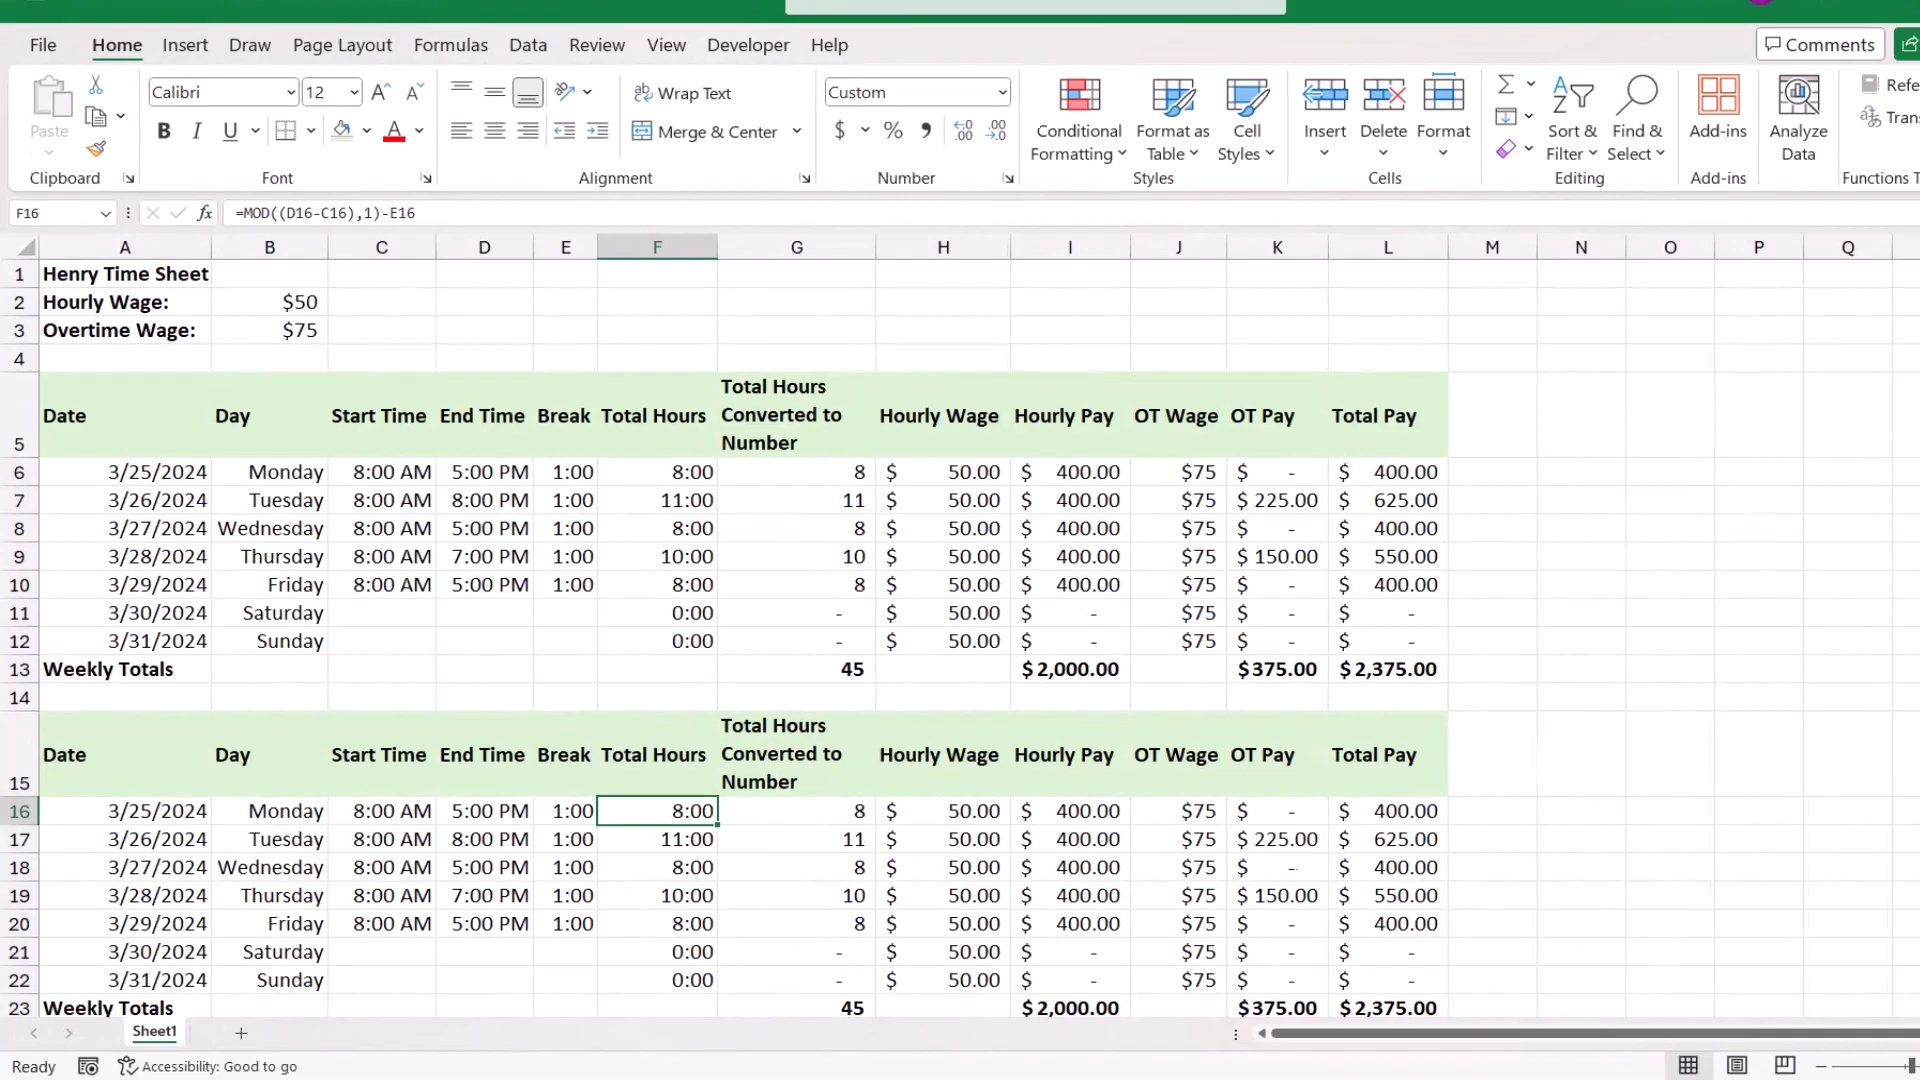 File Home Insert Draw Page Layout Formulas Data Review View Developer Help Comments
Calibri 12 Wrap Text Custom
Paste B I U Merge & Center $ % Conditional Formatting Format as Table Cell Styles Insert Delete Format Sort & Filter Find & Select Add-ins Analyze Data
Clipboard Font Alignment Number Styles Cells Editing Add-ins
F16 fx =MOD((D16-C16),1)-E16
A B C D E F G H I J K L M N O P Q
1 Henry Time Sheet
2 Hourly Wage: $50
3 Overtime Wage: $75
4
5 Date Day Start Time End Time Break Total Hours Total Hours Converted to Number Hourly Wage Hourly Pay OT Wage OT Pay Total Pay
6 3/25/2024 Monday 8:00 AM 5:00 PM 1:00 8:00 8 $ 50.00 $ 400.00 $75 $ - $ 400.00
7 3/26/2024 Tuesday 8:00 AM 8:00 PM 1:00 11:00 11 $ 50.00 $ 400.00 $75 $ 225.00 $ 625.00
8 3/27/2024 Wednesday 8:00 AM 5:00 PM 1:00 8:00 8 $ 50.00 $ 400.00 $75 $ - $ 400.00
9 3/28/2024 Thursday 8:00 AM 7:00 PM 1:00 10:00 10 $ 50.00 $ 400.00 $75 $ 150.00 $ 550.00
10 3/29/2024 Friday 8:00 AM 5:00 PM 1:00 8:00 8 $ 50.00 $ 400.00 $75 $ - $ 400.00
11 3/30/2024 Saturday 0:00 - $ 50.00 $ - $75 $ - $ -
12 3/31/2024 Sunday 0:00 - $ 50.00 $ - $75 $ - $ -
13 Weekly Totals 45 $ 2,000.00 $ 375.00 $ 2,375.00
14
15 Date Day Start Time End Time Break Total Hours Total Hours Converted to Number Hourly Wage Hourly Pay OT Wage OT Pay Total Pay
16 3/25/2024 Monday 8:00 AM 5:00 PM 1:00 8:00 8 $ 50.00 $ 400.00 $75 $ - $ 400.00
17 3/26/2024 Tuesday 8:00 AM 8:00 PM 1:00 11:00 11 $ 50.00 $ 400.00 $75 $ 225.00 $ 625.00
18 3/27/2024 Wednesday 8:00 AM 5:00 PM 1:00 8:00 8 $ 50.00 $ 400.00 $75 $ - $ 400.00
19 3/28/2024 Thursday 8:00 AM 7:00 PM 1:00 10:00 10 $ 50.00 $ 400.00 $75 $ 150.00 $ 550.00
20 3/29/2024 Friday 8:00 AM 5:00 PM 1:00 8:00 8 $ 50.00 $ 400.00 $75 $ - $ 400.00
21 3/30/2024 Saturday 0:00 - $ 50.00 $ - $75 $ - $ -
22 3/31/2024 Sunday 0:00 - $ 50.00 $ - $75 $ - $ -
23 Weekly Totals 45 $ 2,000.00 $ 375.00 $ 2,375.00
Sheet1
Ready Accessibility: Good to go